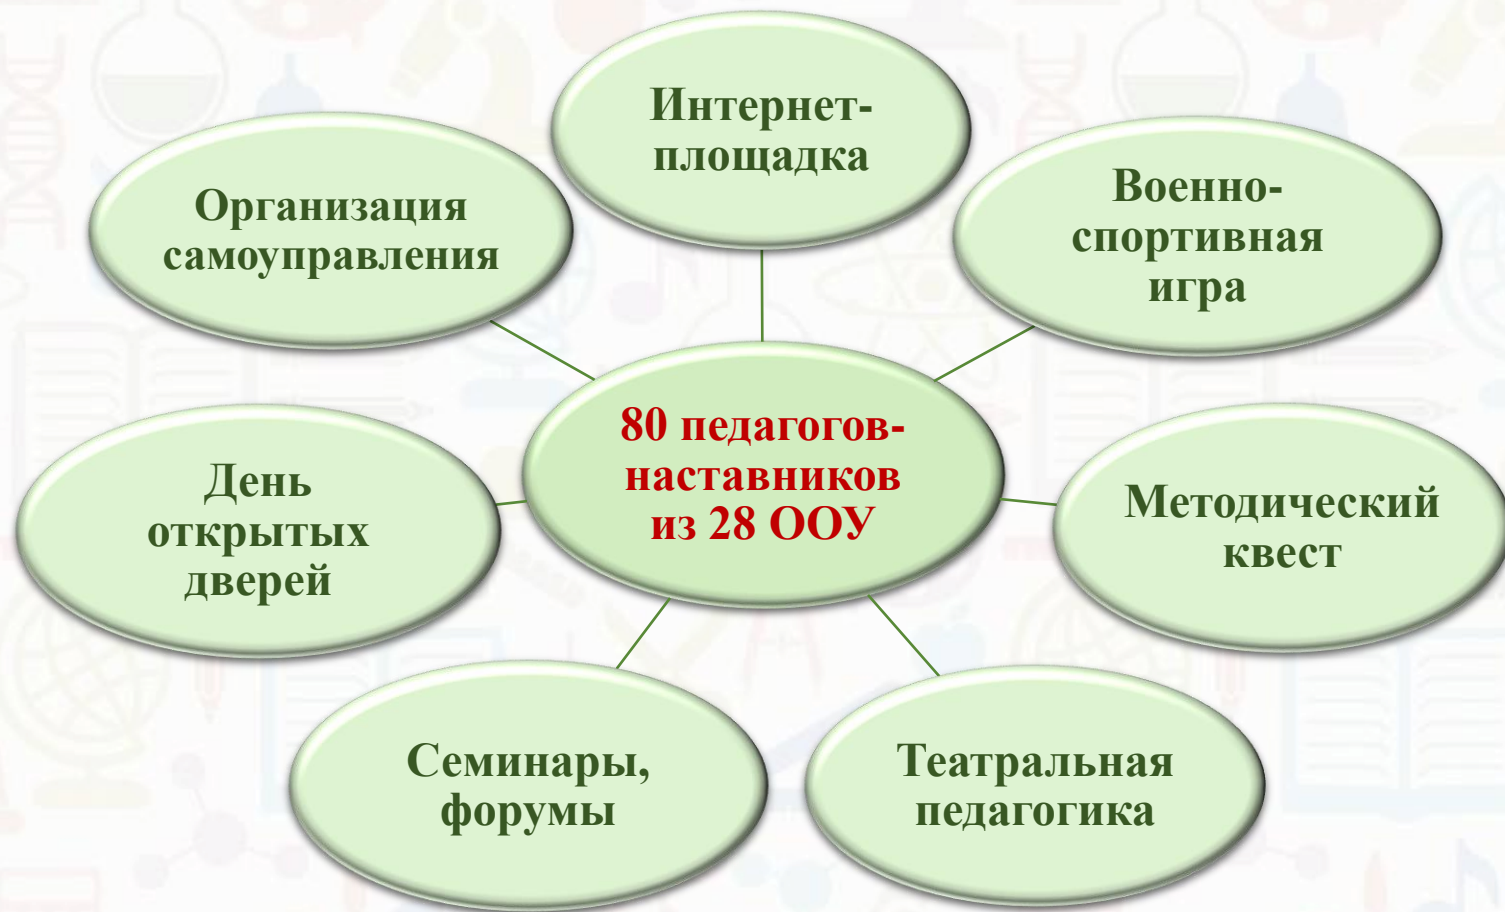 Интернет-
площадка
Военно-
спортивная
игра
Методический
квест
Театральная
педагогика
Семинары,
форумы
День
открытых
дверей
Организация
самоуправления
80 педагогов-
наставников
из 28 ООУ